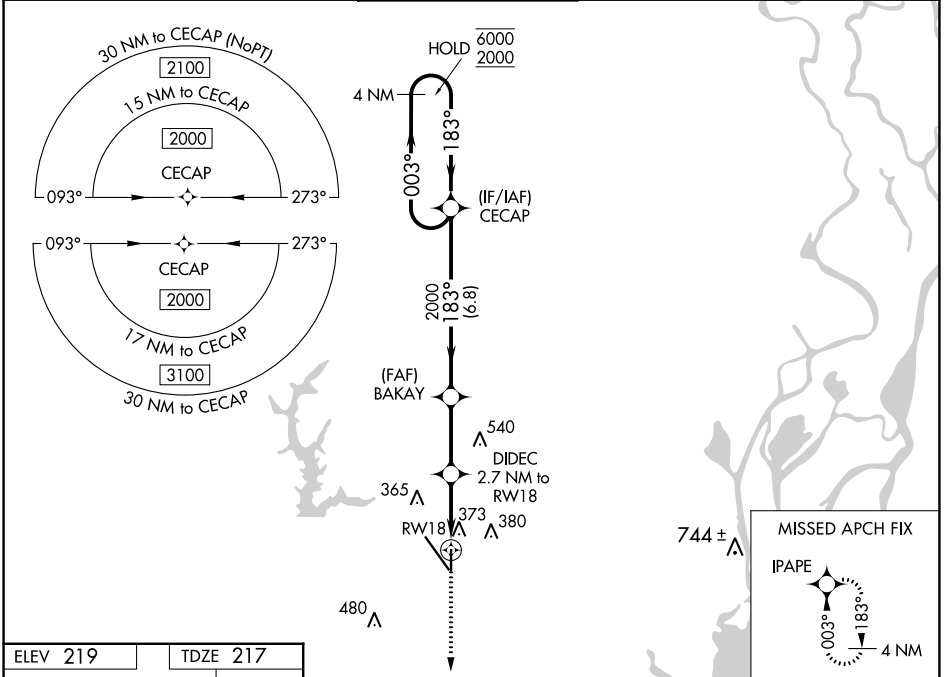 30 NM to CECAP (NoPT)
2100
15 NM to CECAP
2000
CECAP
093°
273°
093°
273°
CECAP
2000
17 NM to CECAP
3100
30 NM to CECAP
HOLD 6000
2000
4 NM
003°
183°
(IF/IAF)
CECAP
2000
183°
(6.8)
(FAF)
BAKAY
540
DIDEC
2.7 NM to
RW18
365
373
380
RW18
480
744 ±
MISSED APCH FIX
IPAPE
003°
183°
4 NM
ELEV 219
TDZE 217